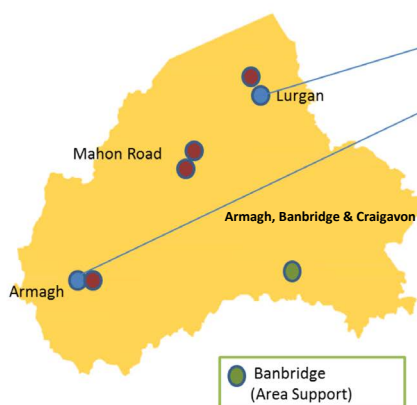 Lurgan
Mahon Road
Armagh, Banbridge & Craigavon
Armagh
Banbridge
(Area Support)